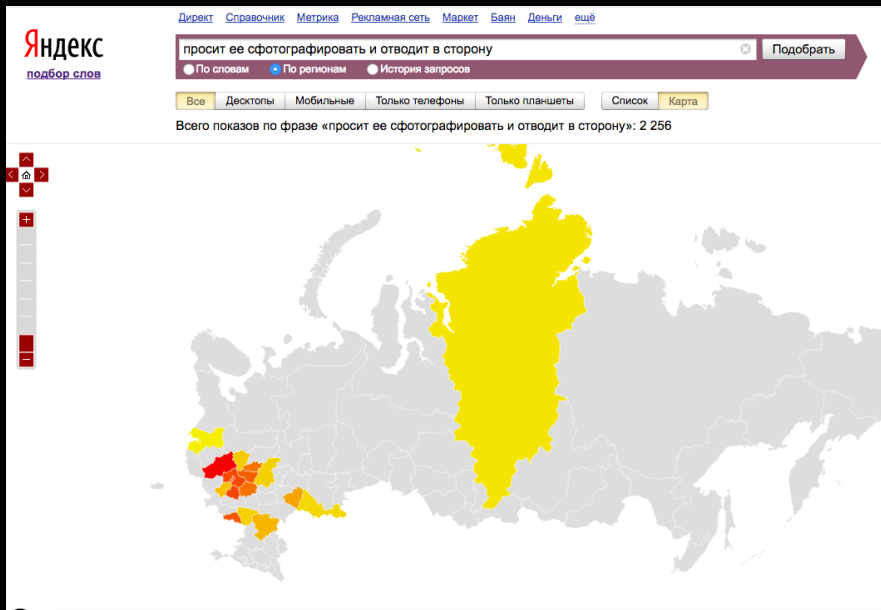 Директ Справочник Метрика Рекламная сеть Маркет Баян Деньги ещё
Яндекс
подбор слов
просит ее сфотографировать и отводит в сторону Подобрать
По словам По регионам История запросов
Все Десктопы Мобильные Только телефоны Только планшеты Список Карта
Всего показов по фразе «просит ее сфотографировать и отводит в сторону»: 2 256